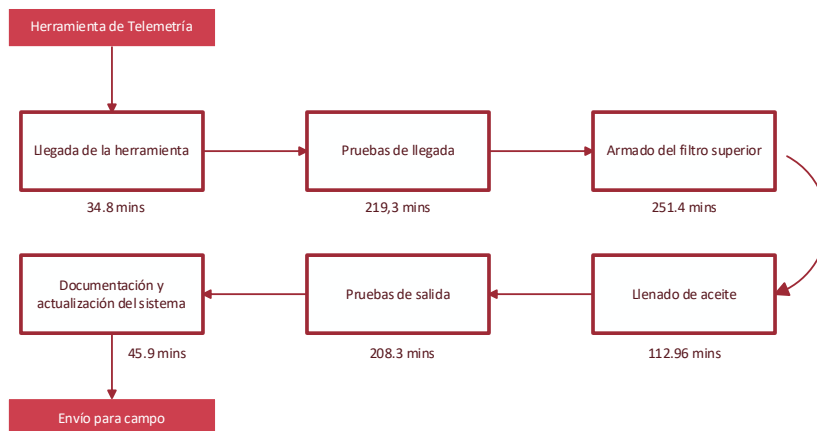 Herramienta de Telemetría
Llegada de la herramienta
Pruebas de llegada
Armado del filtro superior
34.8 mins
219,3 mins
251.4 mins
Documentación y
actualización del sistema
Pruebas de salida
Llenado de aceite
45.9 mins
208.3 mins
112.96 mins
Envío para campo